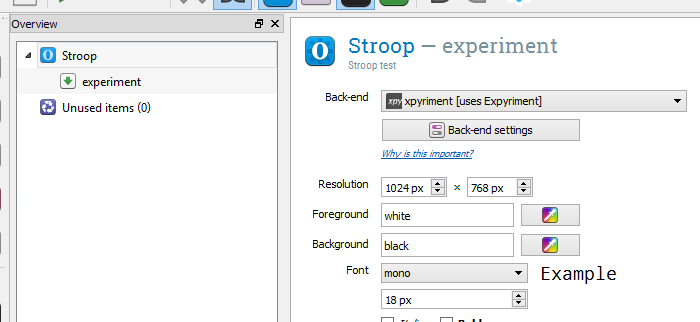 Overview
Stroop
experiment
Unused items (0)
Stroop — experiment
Stroop test
Back-end
xpy xpyriment [uses Expyriment]
Back-end settings
Why is this important?
Resolution 1024 px × 768 px
Foreground white
Background black
Font mono Example
18 px